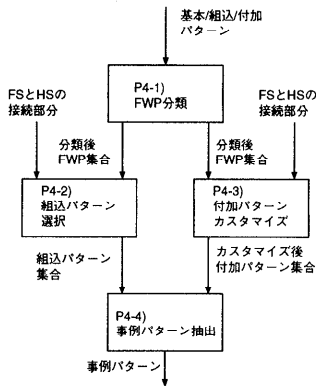 基本/組込/付加
パターン
P4-1)
FWP分類
FSとHSの
接続部分
FSとHSの
接続部分
分類後
FWP集合
分類後
FWP集合
P4-2)
組込パターン
選択
P4-3)
付加パターン
カスタマイズ
組込パターン
集合
カスタマイズ後
付加パターン集合
P4-4)
事例パターン抽出
事例パターン